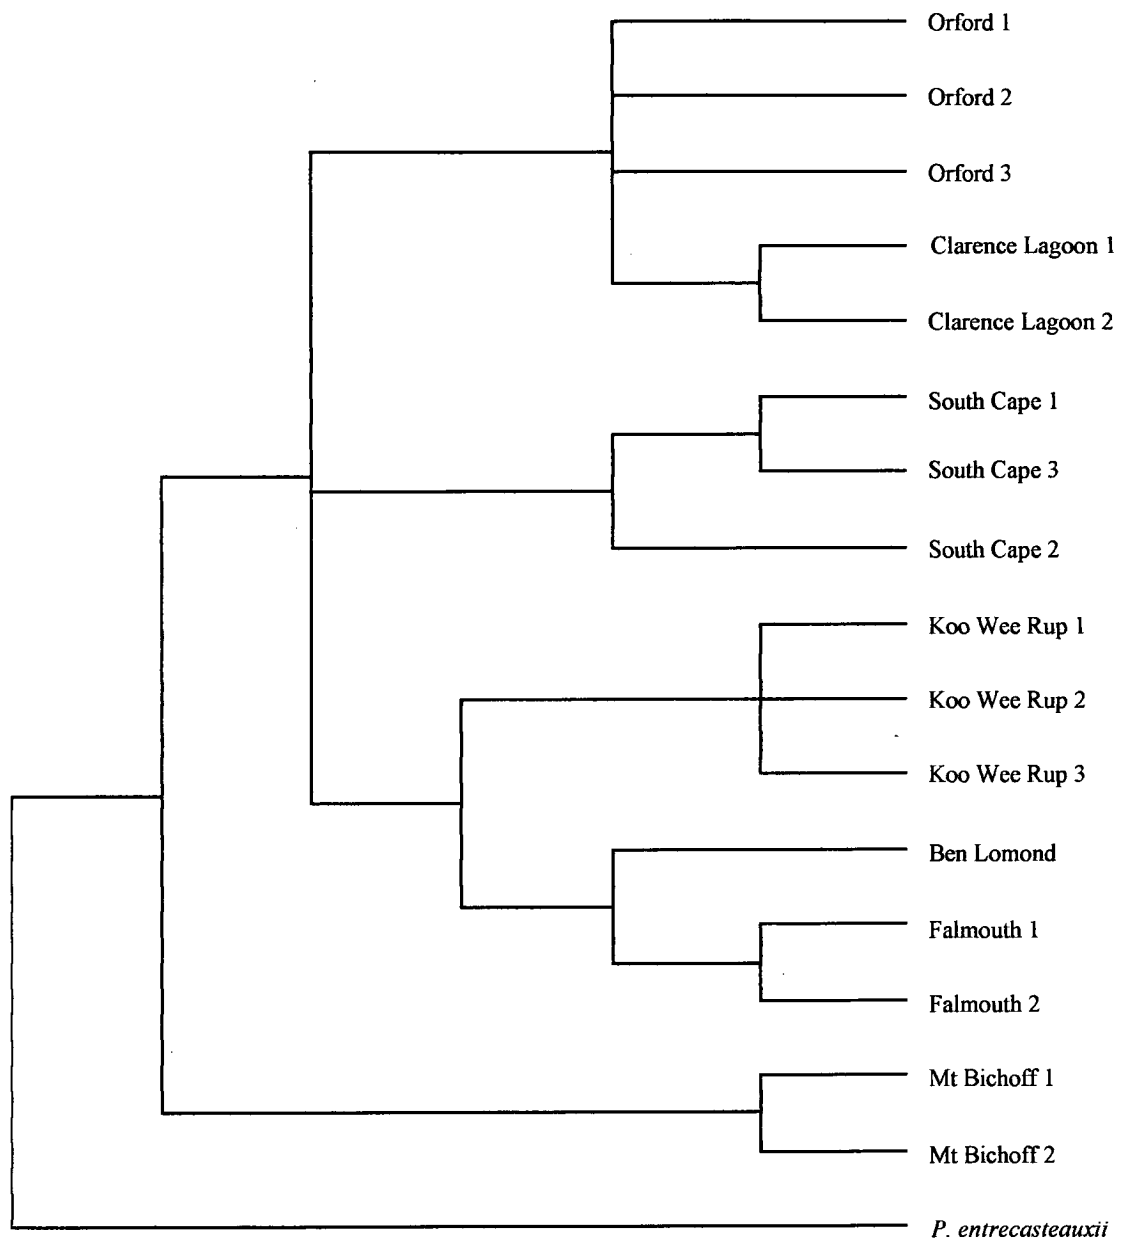 Orford 1
Orford 2
Orford 3
Clarence Lagoon 1
Clarence Lagoon 2
South Cape 1
South Cape 3
South Cape 2
Koo Wee Rup 1
Koo Wee Rup 2
Koo Wee Rup 3
Ben Lomond
Falmouth 1
Falmouth 2
Mt Bichoff 1
Mt Bichoff 2
P. entrecasteauxii